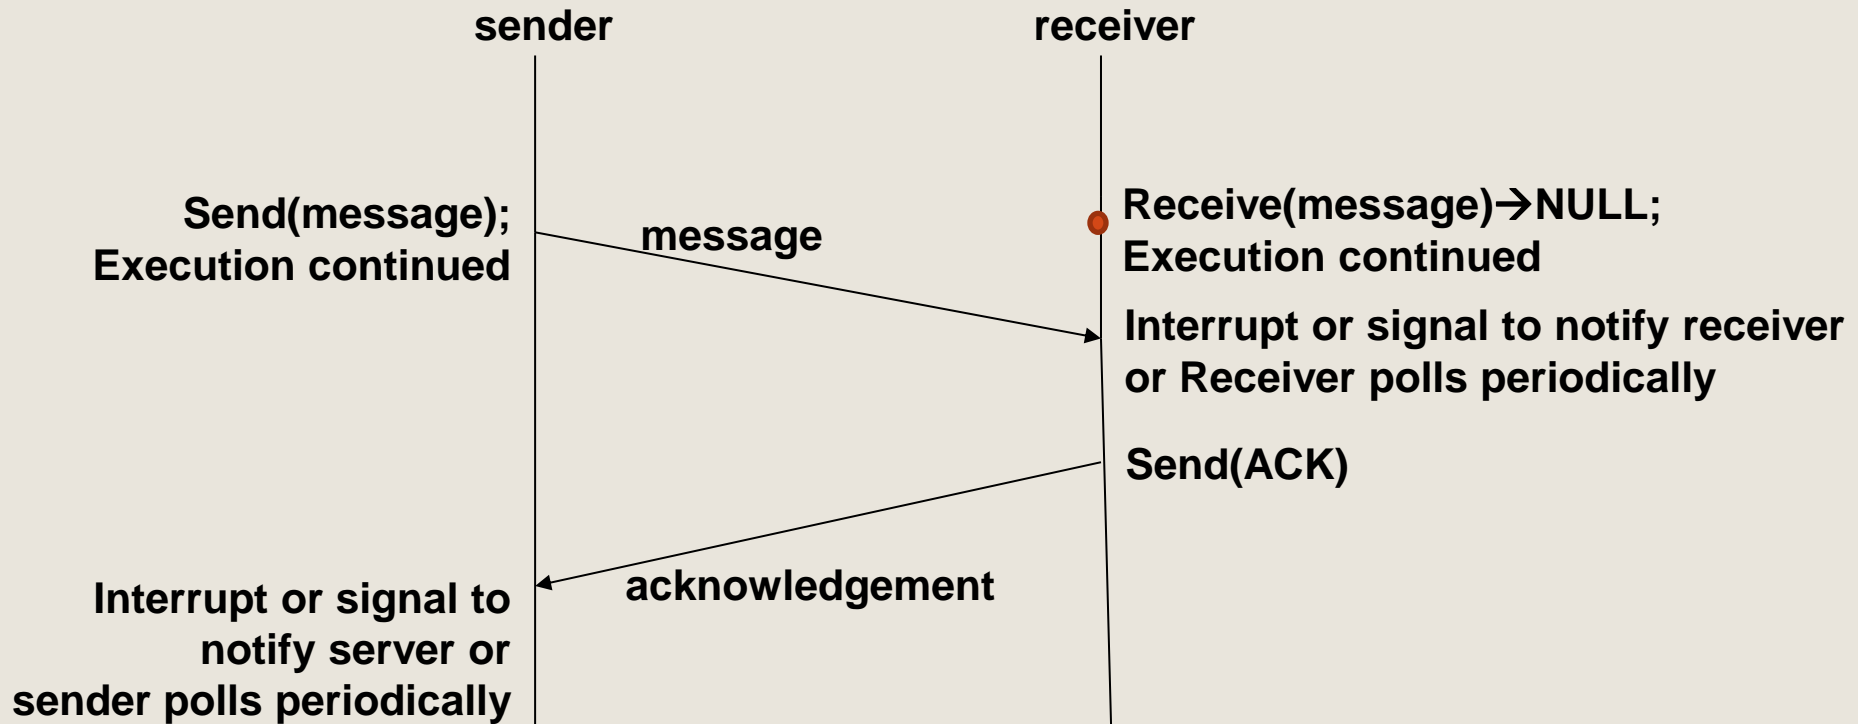 sender
receiver
Send(message);
Execution continued
message
Receive(message)→NULL;
Execution continued
Interrupt or signal to notify receiver
or Receiver polls periodically
Send(ACK)
acknowledgement
Interrupt or signal to
notify server or
sender polls periodically